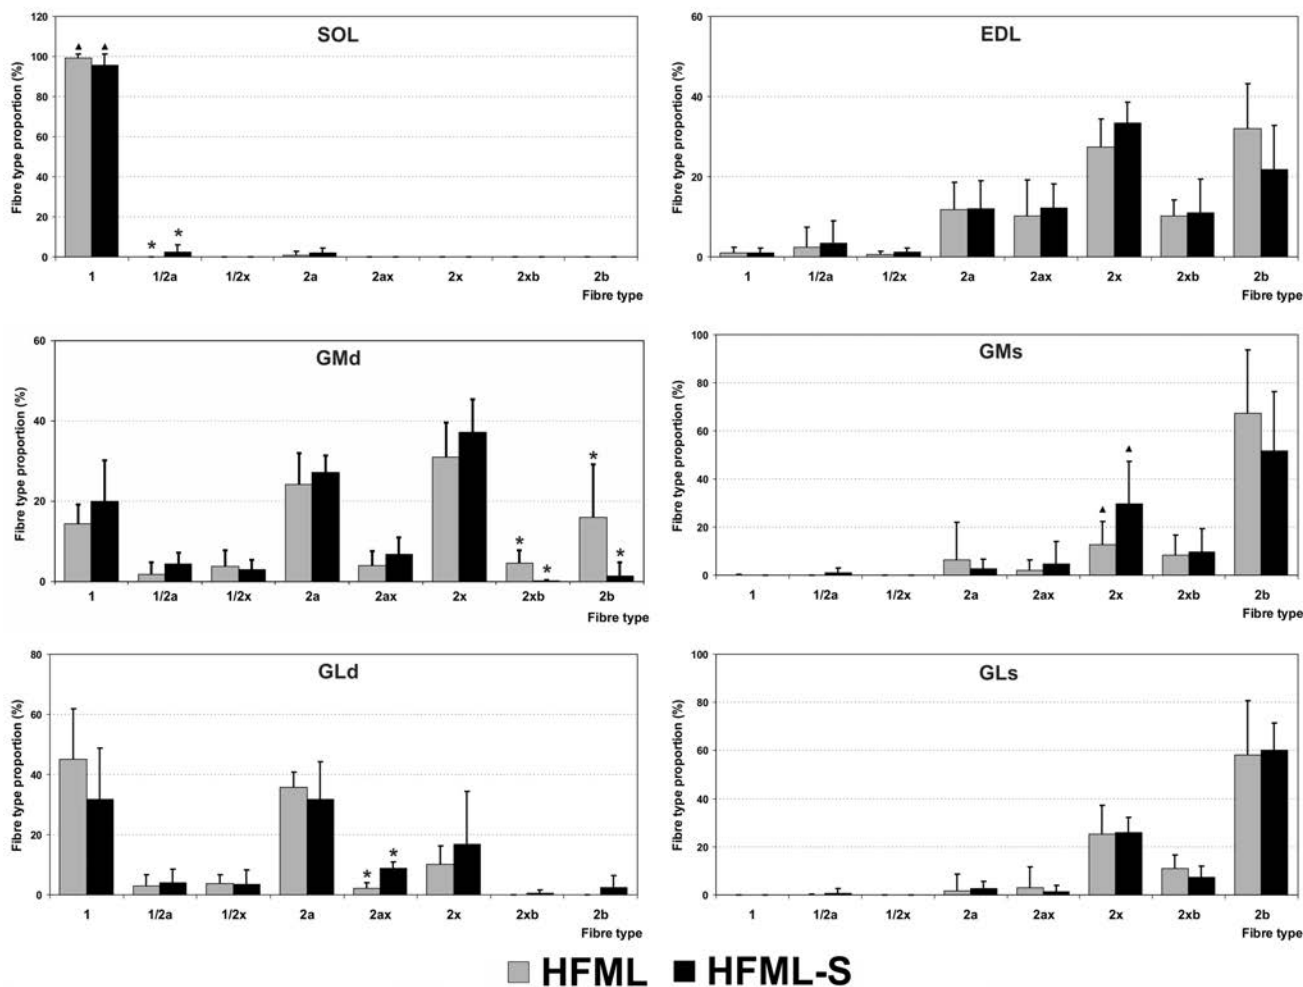 SOL
Fibre type proportion (%)
120
100
80
60
40
20
0
▲ ▲
* *
1 1/2a 1/2x 2a 2ax 2x 2xb 2b
Fibre type
EDL
Fibre type proportion (%)
60
40
20
0
1 1/2a 1/2x 2a 2ax 2x 2xb 2b
Fibre type
GMd
Fibre type proportion (%)
60
40
20
0
* * * *
1 1/2a 1/2x 2a 2ax 2x 2xb 2b
Fibre type
GMs
Fibre type proportion (%)
100
80
60
40
20
0
▲ ▲
1 1/2a 1/2x 2a 2ax 2x 2xb 2b
Fibre type
GLd
Fibre type proportion (%)
80
60
40
20
0
* *
1 1/2a 1/2x 2a 2ax 2x 2xb 2b
Fibre type
GLs
Fibre type proportion (%)
100
80
60
40
20
0
1 1/2a 1/2x 2a 2ax 2x 2xb 2b
Fibre type
HFML HFML-S